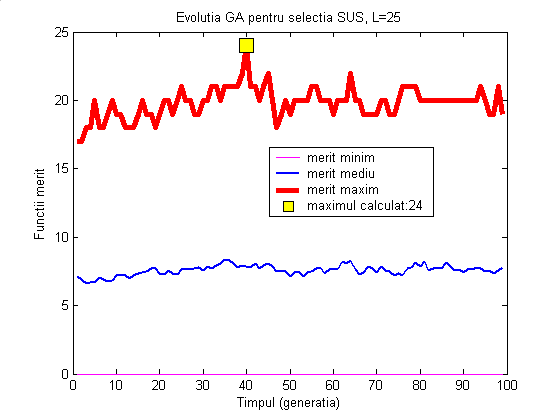 Evolutia GA pentru selectia SUS, L=25
25
20
15
10
5
0
Functii merit
merit minim
merit mediu
merit maxim
maximul calculat:24
0 10 20 30 40 50 60 70 80 90 100
Timpul (generatia)